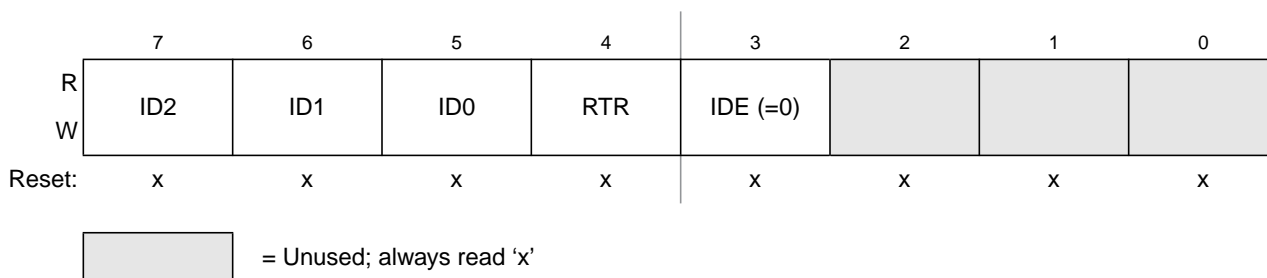 7 6 5 4 3 2 1 0
R
ID2 ID1 ID0 RTR IDE (=0)
W
Reset: x x x x x x x x
= Unused; always read ‘x’